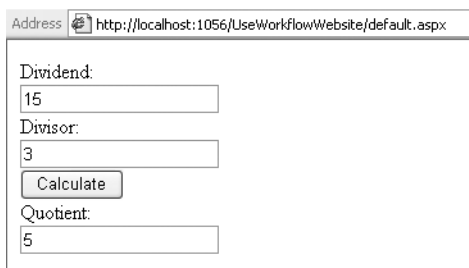 Address http://localhost:1056/UseWorkflowWebsite/default.aspx
Dividend:
15
Divisor:
3
Calculate
Quotient:
5